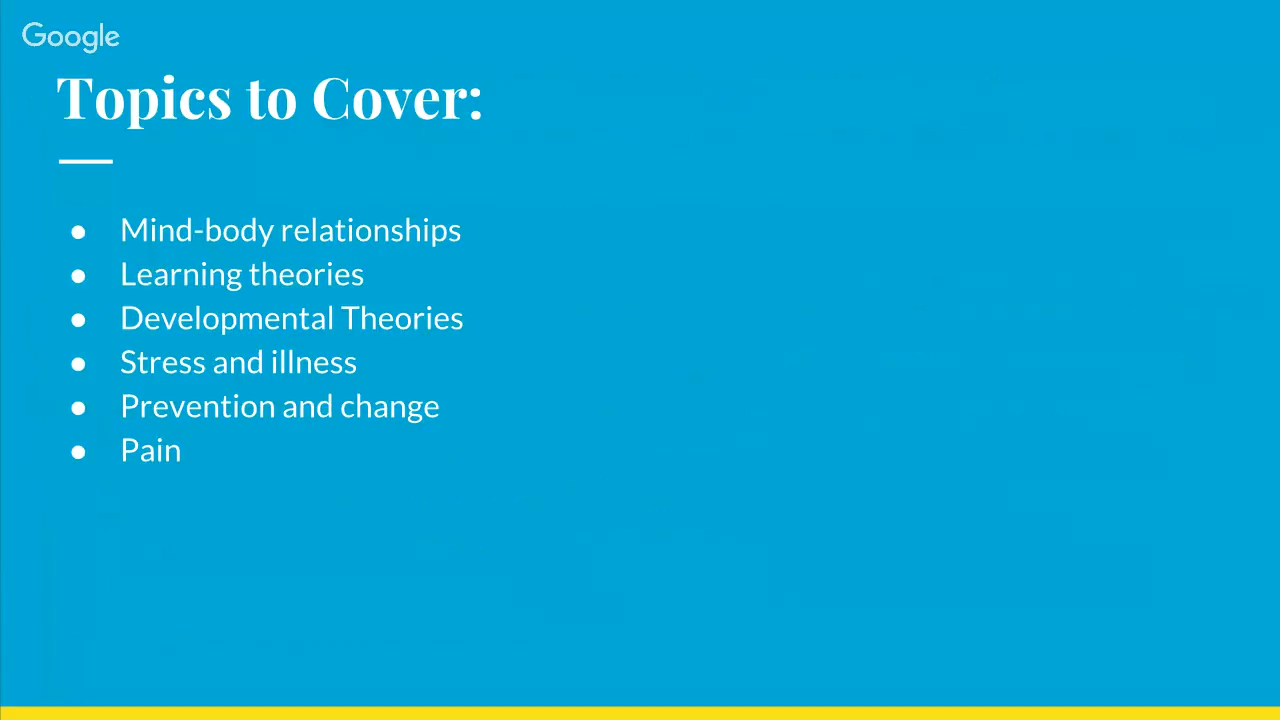 Google
Topics to Cover:
● Mind-body relationships
● Learning theories
● Developmental Theories
● Stress and illness
● Prevention and change
● Pain